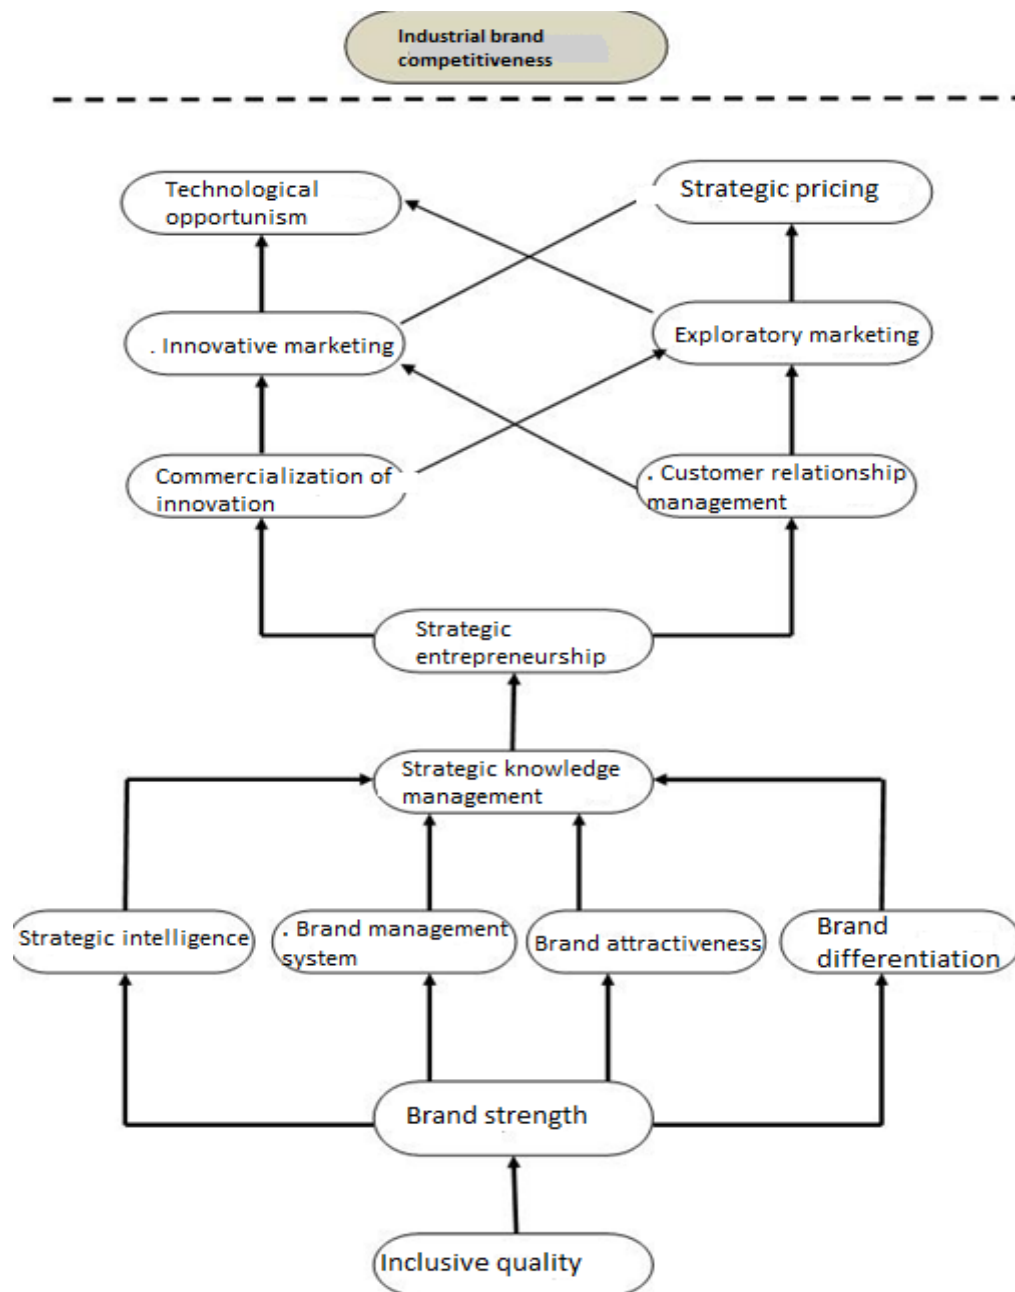 Industrial brand
competitiveness
Technological
opportunism
Strategic pricing
. Innovative marketing
Exploratory marketing
Commercialization of
innovation
. Customer relationship
management
Strategic
entrepreneurship
Strategic knowledge
management
Strategic intelligence
. Brand management
system
Brand attractiveness
Brand
differentiation
Brand strength
Inclusive quality